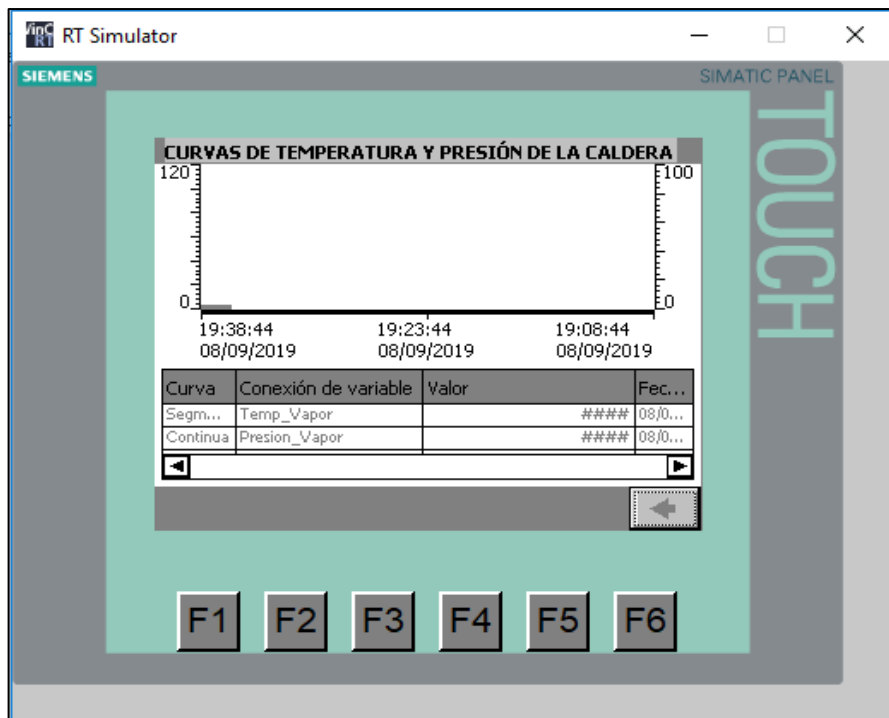 RT Simulator
SIEMENS
SIMATIC PANEL
TOUCH
CURVAS DE TEMPERATURA Y PRESIÓN DE LA CALDERA
120 100
0 0
19:38:44 19:23:44 19:08:44
08/09/2019 08/09/2019 08/09/2019
Curva Conexión de variable Valor Fec...
Segm... Temp_Vapor #### 08/0...
Continua Presion_Vapor #### 08/0...
F1 F2 F3 F4 F5 F6